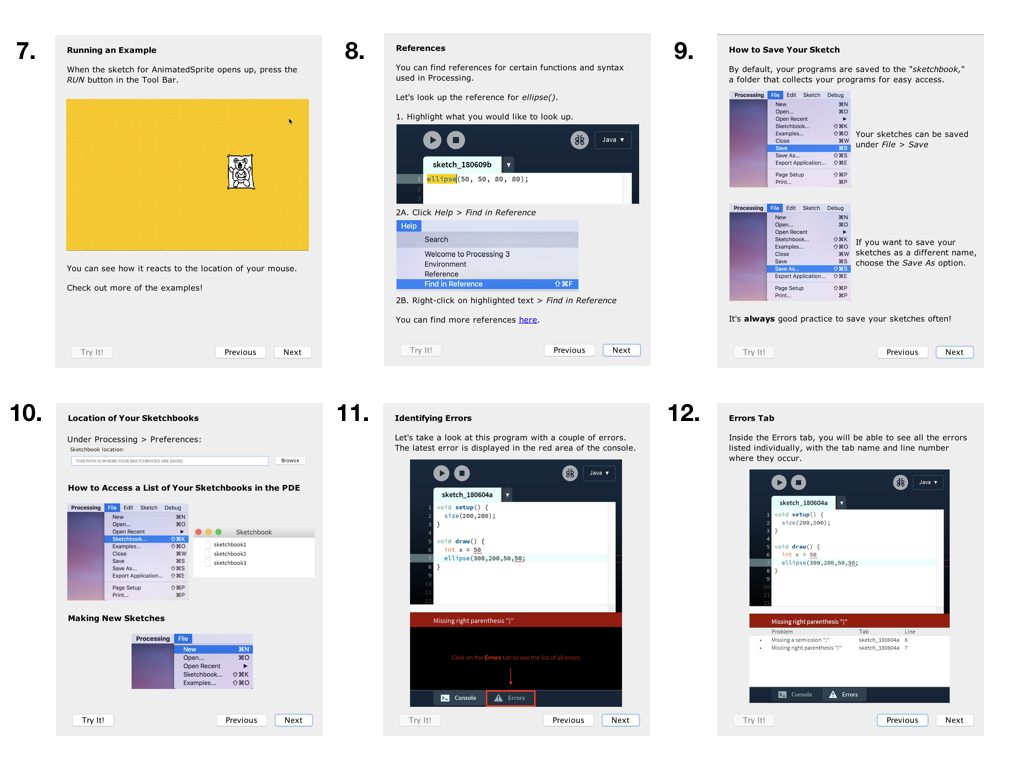 7.
Running an Example
When the sketch for AnimatedSprite opens up, press the
RUN button in the Tool Bar.
You can see how it reacts to the location of your mouse.
Check out more of the examples!
Try It!
Previous
Next
8.
References
You can find references for certain functions and syntax
used in Processing.
Let's look up the reference for ellipse().
1. Highlight what you would like to look up.
Java
sketch_180609b
1 ellipse(50, 50, 80, 80);
2
2A. Click Help > Find in Reference
Help
Search
Welcome to Processing 3
Environment
Reference
Find in Reference ⇧⌘F
2B. Right-click on highlighted text > Find in Reference
You can find more references here.
Try It!
Previous
Next
9.
How to Save Your Sketch
By default, your programs are saved to the "sketchbook,"
a folder that collects your programs for easy access.
Processing File Edit Sketch Debug
New ⌘N
Open... ⌘O
Open Recent
Sketchbook... ⇧⌘K
Examples... ⇧⌘O
Close ⌘W
Save ⌘S
Save As... ⇧⌘S
Export Application... ⇧⌘E
Page Setup ⇧⌘P
Print... ⌘P
Your sketches can be saved
under File > Save
Processing File Edit Sketch Debug
New ⌘N
Open... ⌘O
Open Recent
Sketchbook... ⇧⌘K
Examples... ⇧⌘O
Close ⌘W
Save ⌘S
Save As... ⇧⌘S
Export Application... ⇧⌘E
Page Setup ⇧⌘P
Print... ⌘P
If you want to save your
sketches as a different name,
choose the Save As option.
It's always good practice to save your sketches often!
Try It!
Previous
Next
10.
Location of Your Sketchbooks
Under Processing > Preferences:
Sketchbook location:
THIS PATH IS WHERE YOUR SKETCHBOOKS ARE SAVED
Browse
How to Access a List of Your Sketchbooks in the PDE
Processing File Edit Sketch Debug
New ⌘N
Open... ⌘O
Open Recent
Sketchbook... ⇧⌘K
Examples... ⇧⌘O
Close ⌘W
Save ⌘S
Save As... ⇧⌘S
Export Application... ⇧⌘E
Page Setup ⇧⌘P
Print... ⌘P
Sketchbook
sketchbook1
sketchbook2
sketchbook3
Making New Sketches
Processing File
New ⌘N
Open... ⌘O
Open Recent
Sketchbook... ⇧⌘K
Examples... ⇧⌘O
Try It!
Previous
Next
11.
Identifying Errors
Let's take a look at this program with a couple of errors.
The latest error is displayed in the red area of the console.
Java
sketch_180604a
1 void setup() {
2 size(200,200);
3 }
4
5 void draw() {
6 int x = 50
7 ellipse(300,200,50,50;
8 }
Missing right parenthesis ")"
Click on the Errors tab to see the list of all errors
Console
Errors
Try It!
Previous
Next
12.
Errors Tab
Inside the Errors tab, you will be able to see all the errors
listed individually, with the tab name and line number
where they occur.
Java
sketch_180604a
1 void setup() {
2 size(200,200);
3 }
4
5 void draw() {
6 int x = 50
7 ellipse(300,200,50,50;
8 }
Missing right parenthesis ")"
Problem Tab Line
Missing a semicolon ";" sketch_180604a 6
Missing right parenthesis ")" sketch_180604a 7
Console
Errors
Try It!
Previous
Next